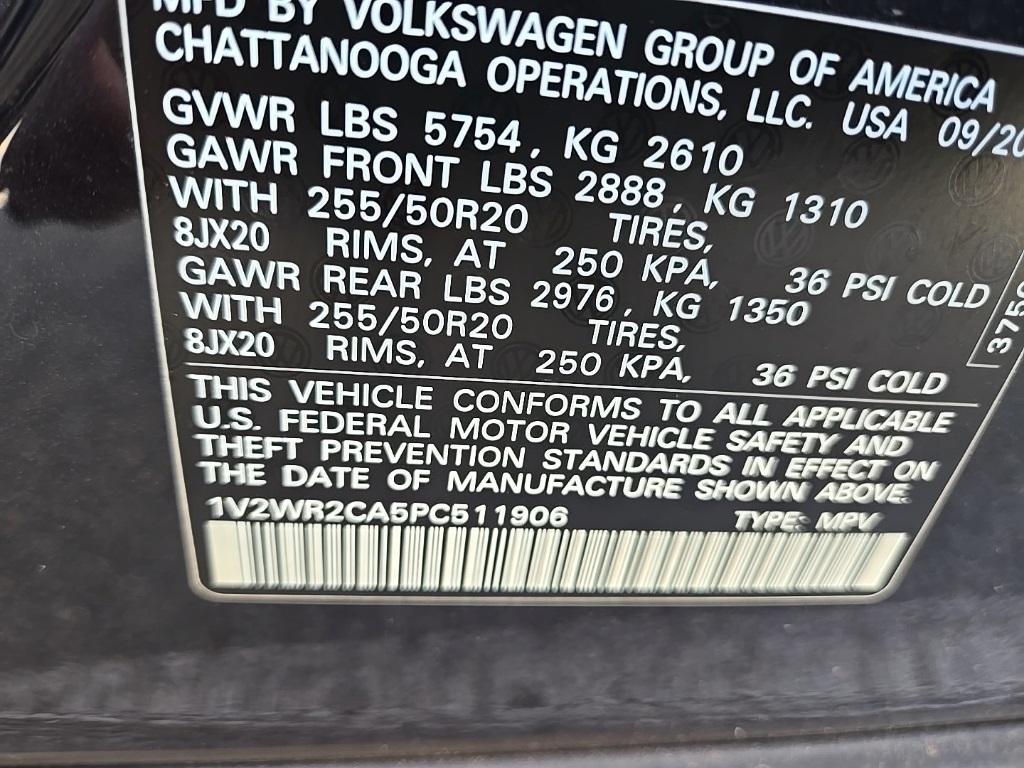 MFD BY VOLKSWAGEN GROUP OF AMERICA
CHATTANOOGA OPERATIONS, LLC. USA 09/20
GVWR LBS 5754, KG 2610
GAWR FRONT LBS 2888, KG 1310
WITH 255/50R20 TIRES,
8JX20 RIMS, AT 250 KPA, 36 PSI COLD
GAWR REAR LBS 2976, KG 1350
WITH 255/50R20 TIRES,
8JX20 RIMS, AT 250 KPA, 36 PSI COLD
THIS VEHICLE CONFORMS TO ALL APPLICABLE
U.S. FEDERAL MOTOR VEHICLE SAFETY AND
THEFT PREVENTION STANDARDS IN EFFECT ON
THE DATE OF MANUFACTURE SHOWN ABOVE.
1V2WR2CA5PC511906 TYPE: MPV